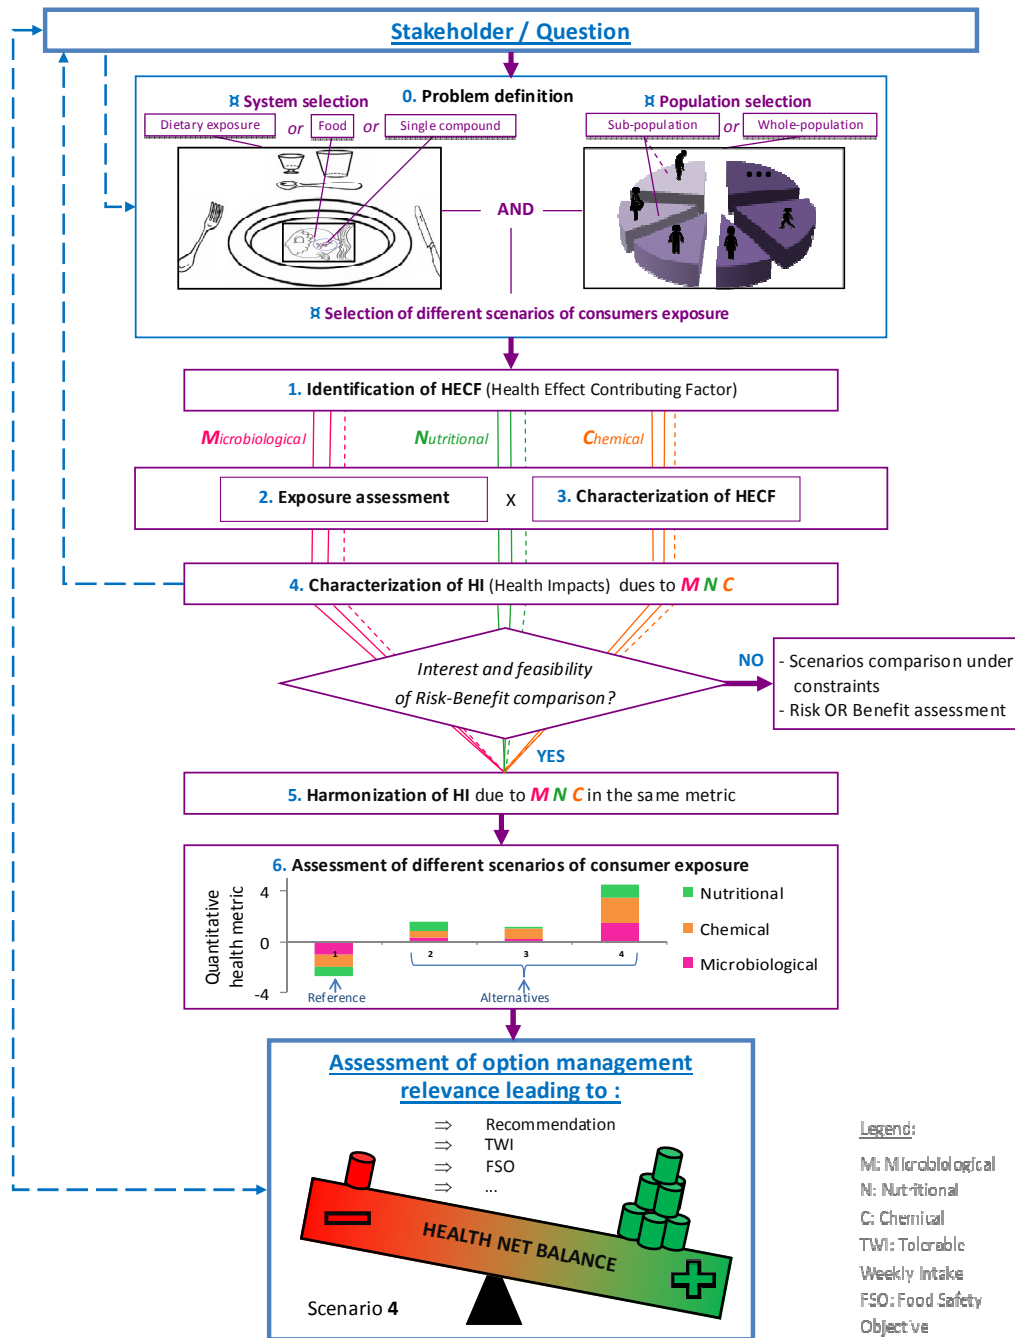 Stakeholder / Question
0. Problem definition
¤ System selection
¤ Population selection
Dietary exposure or Food or Single compound
Sub-population or Whole-population
AND
¤ Selection of different scenarios of consumers exposure
1. Identification of HECF (Health Effect Contributing Factor)
Microbiological
Nutritional
Chemical
2. Exposure assessment X 3. Characterization of HECF
4. Characterization of HI (Health Impacts) dues to M N C
Interest and feasibility
of Risk-Benefit comparison?
NO
- Scenarios comparison under
constraints
- Risk OR Benefit assessment
YES
5. Harmonization of HI due to M N C in the same metric
6. Assessment of different scenarios of consumer exposure
Quantitative
health metric
4
0
-4
1
2
3
4
Reference
Alternatives
Nutritional
Chemical
Microbiological
Assessment of option management
relevance leading to :
⇒ Recommendation
⇒ TWI
⇒ FSO
⇒ ...
HEALTH NET BALANCE
Scenario 4
Legend:
M: Microbiological
N: Nutritional
C: Chemical
TWI: Tolerable
Weekly Intake
FSO: Food Safety
Objective